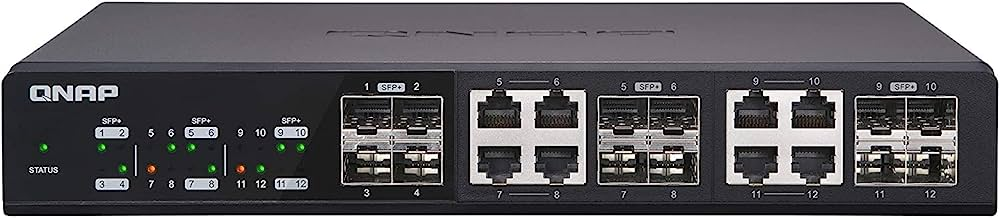 QNAP
QNAP
SFP+ SFP+ SFP+
1 2 5 6 5 6 9 10 9 10
STATUS
3 4 7 8 7 8 11 12 11 12
1 SFP+ 2
3 4
5 6
7 8
5 SFP+ 6
7 8
9 10
11 12
9 SFP+ 10
11 12